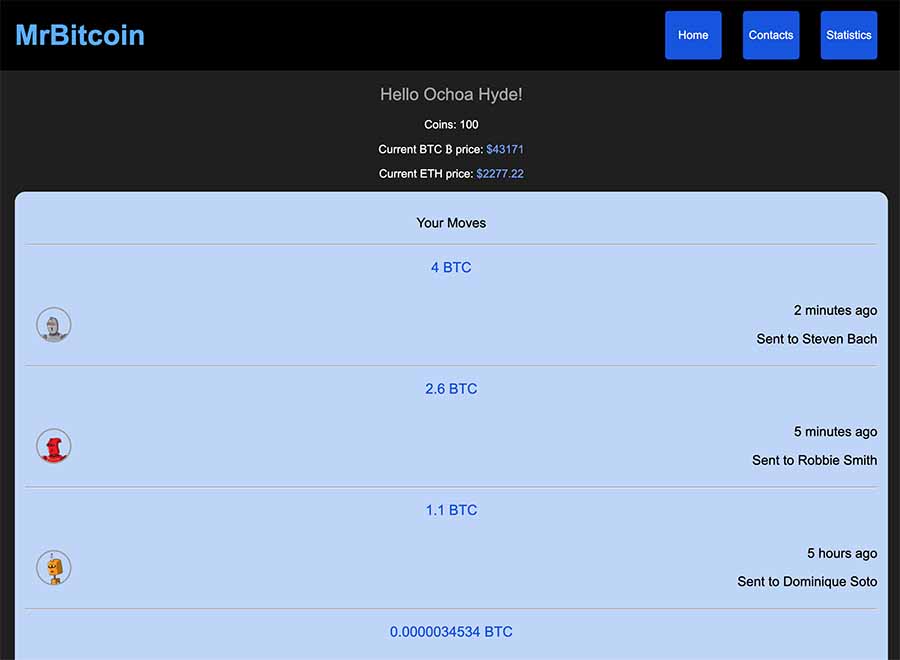 MrBitcoin
Home
Contacts
Statistics
Hello Ochoa Hyde!
Coins: 100
Current BTC ₿ price: $43171
Current ETH price: $2277.22
Your Moves
4 BTC
2 minutes ago
Sent to Steven Bach
2.6 BTC
5 minutes ago
Sent to Robbie Smith
1.1 BTC
5 hours ago
Sent to Dominique Soto
0.0000034534 BTC